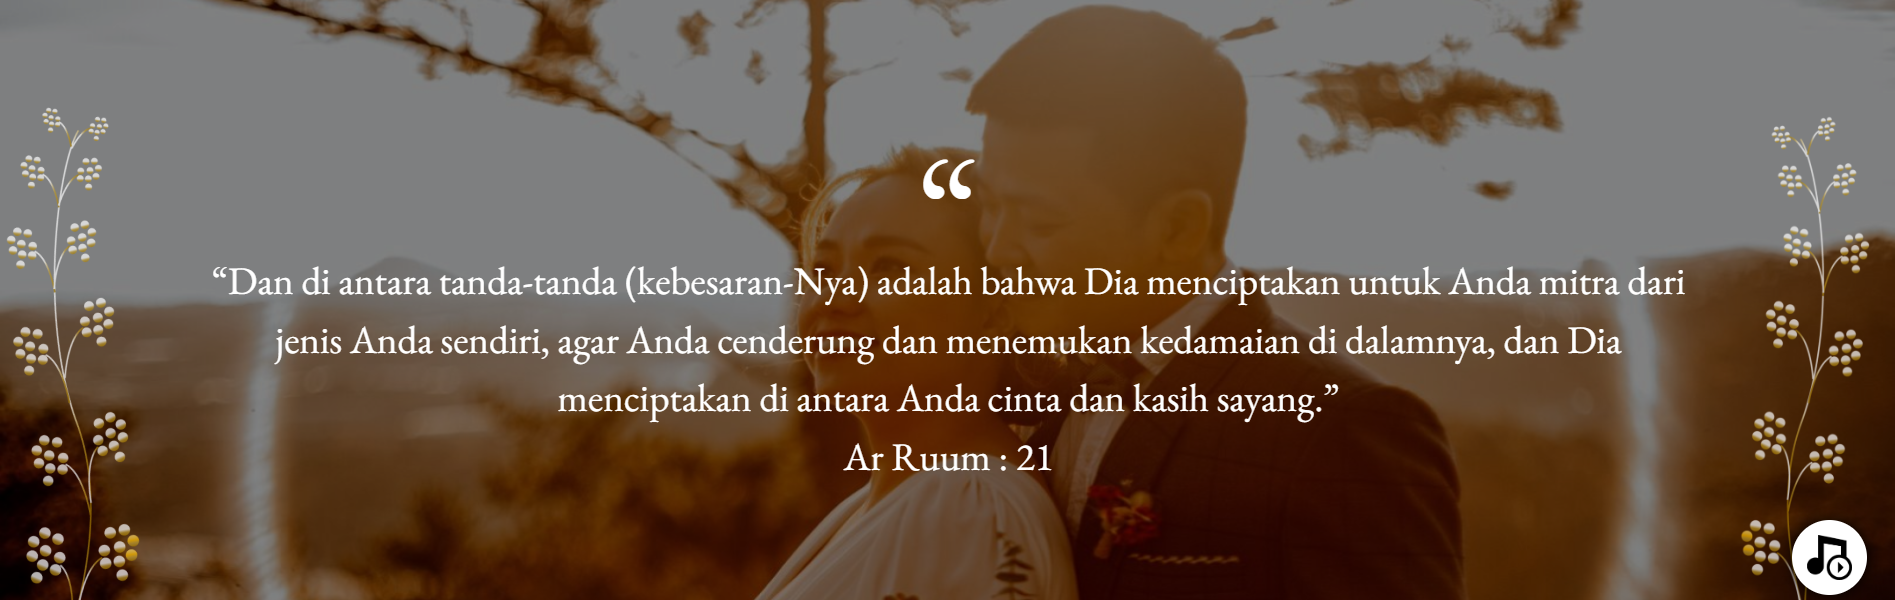 “
“Dan di antara tanda-tanda (kebesaran-Nya) adalah bahwa Dia menciptakan untuk Anda mitra dari
jenis Anda sendiri, agar Anda cenderung dan menemukan kedamaian di dalamnya, dan Dia
menciptakan di antara Anda cinta dan kasih sayang.”
Ar Ruum : 21